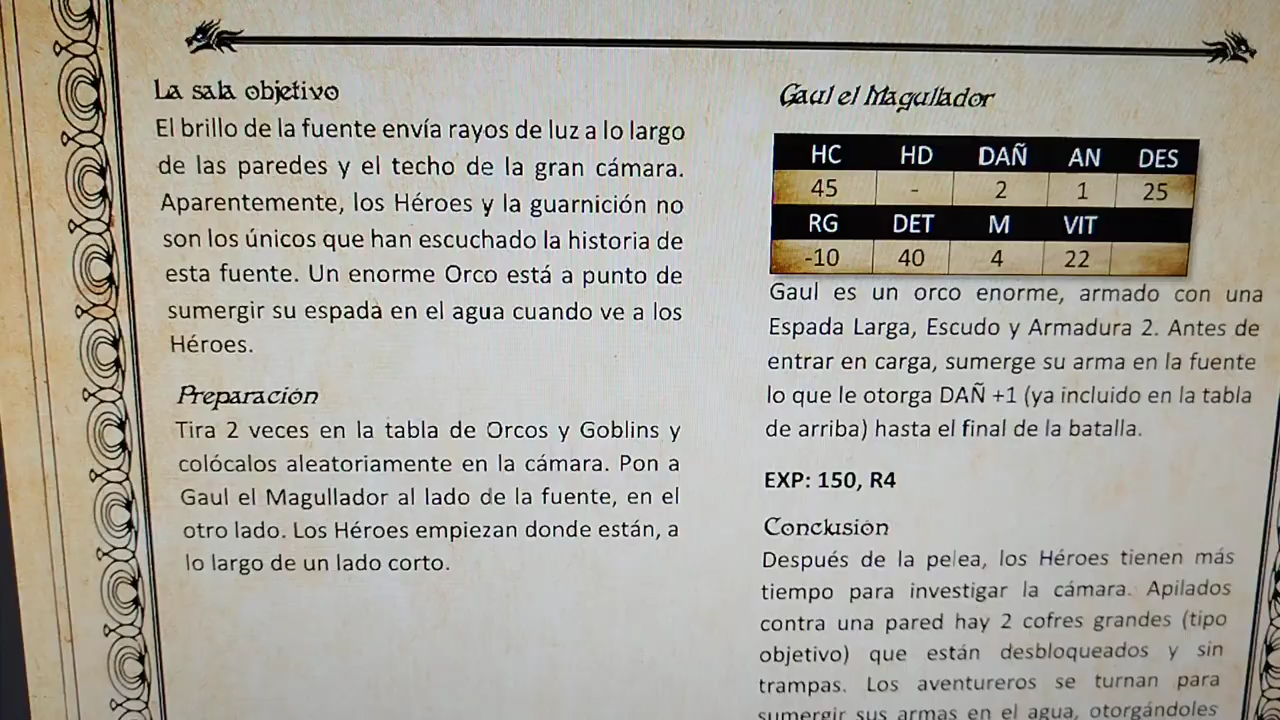 La sala objetivo
El brillo de la fuente envía rayos de luz a lo largo
de las paredes y el techo de la gran cámara.
Aparentemente, los Héroes y la guarnición no
son los únicos que han escuchado la historia de
esta fuente. Un enorme Orco está a punto de
sumergir su espada en el agua cuando ve a los
Héroes.
Preparación
Tira 2 veces en la tabla de Orcos y Goblins y
colócalos aleatoriamente en la cámara. Pon a
Gaul el Magullador al lado de la fuente, en el
otro lado. Los Héroes empiezan donde están, a
lo largo de un lado corto.
Gaul el Magullador
HC HD DAÑ AN DES
45 - 2 1 25
RG DET M VIT
-10 40 4 22
Gaul es un orco enorme, armado con una
Espada Larga, Escudo y Armadura 2. Antes de
entrar en carga, sumerge su arma en la fuente
lo que le otorga DAÑ +1 (ya incluido en la tabla
de arriba) hasta el final de la batalla.
EXP: 150, R4
Conclusión
Después de la pelea, los Héroes tienen más
tiempo para investigar la cámara. Apilados
contra una pared hay 2 cofres grandes (tipo
objetivo) que están desbloqueados y sin
trampas. Los aventureros se turnan para
sumergir sus armas en el agua, otorgándoles